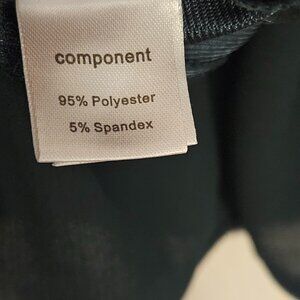 component
95% Polyester
5% Spandex